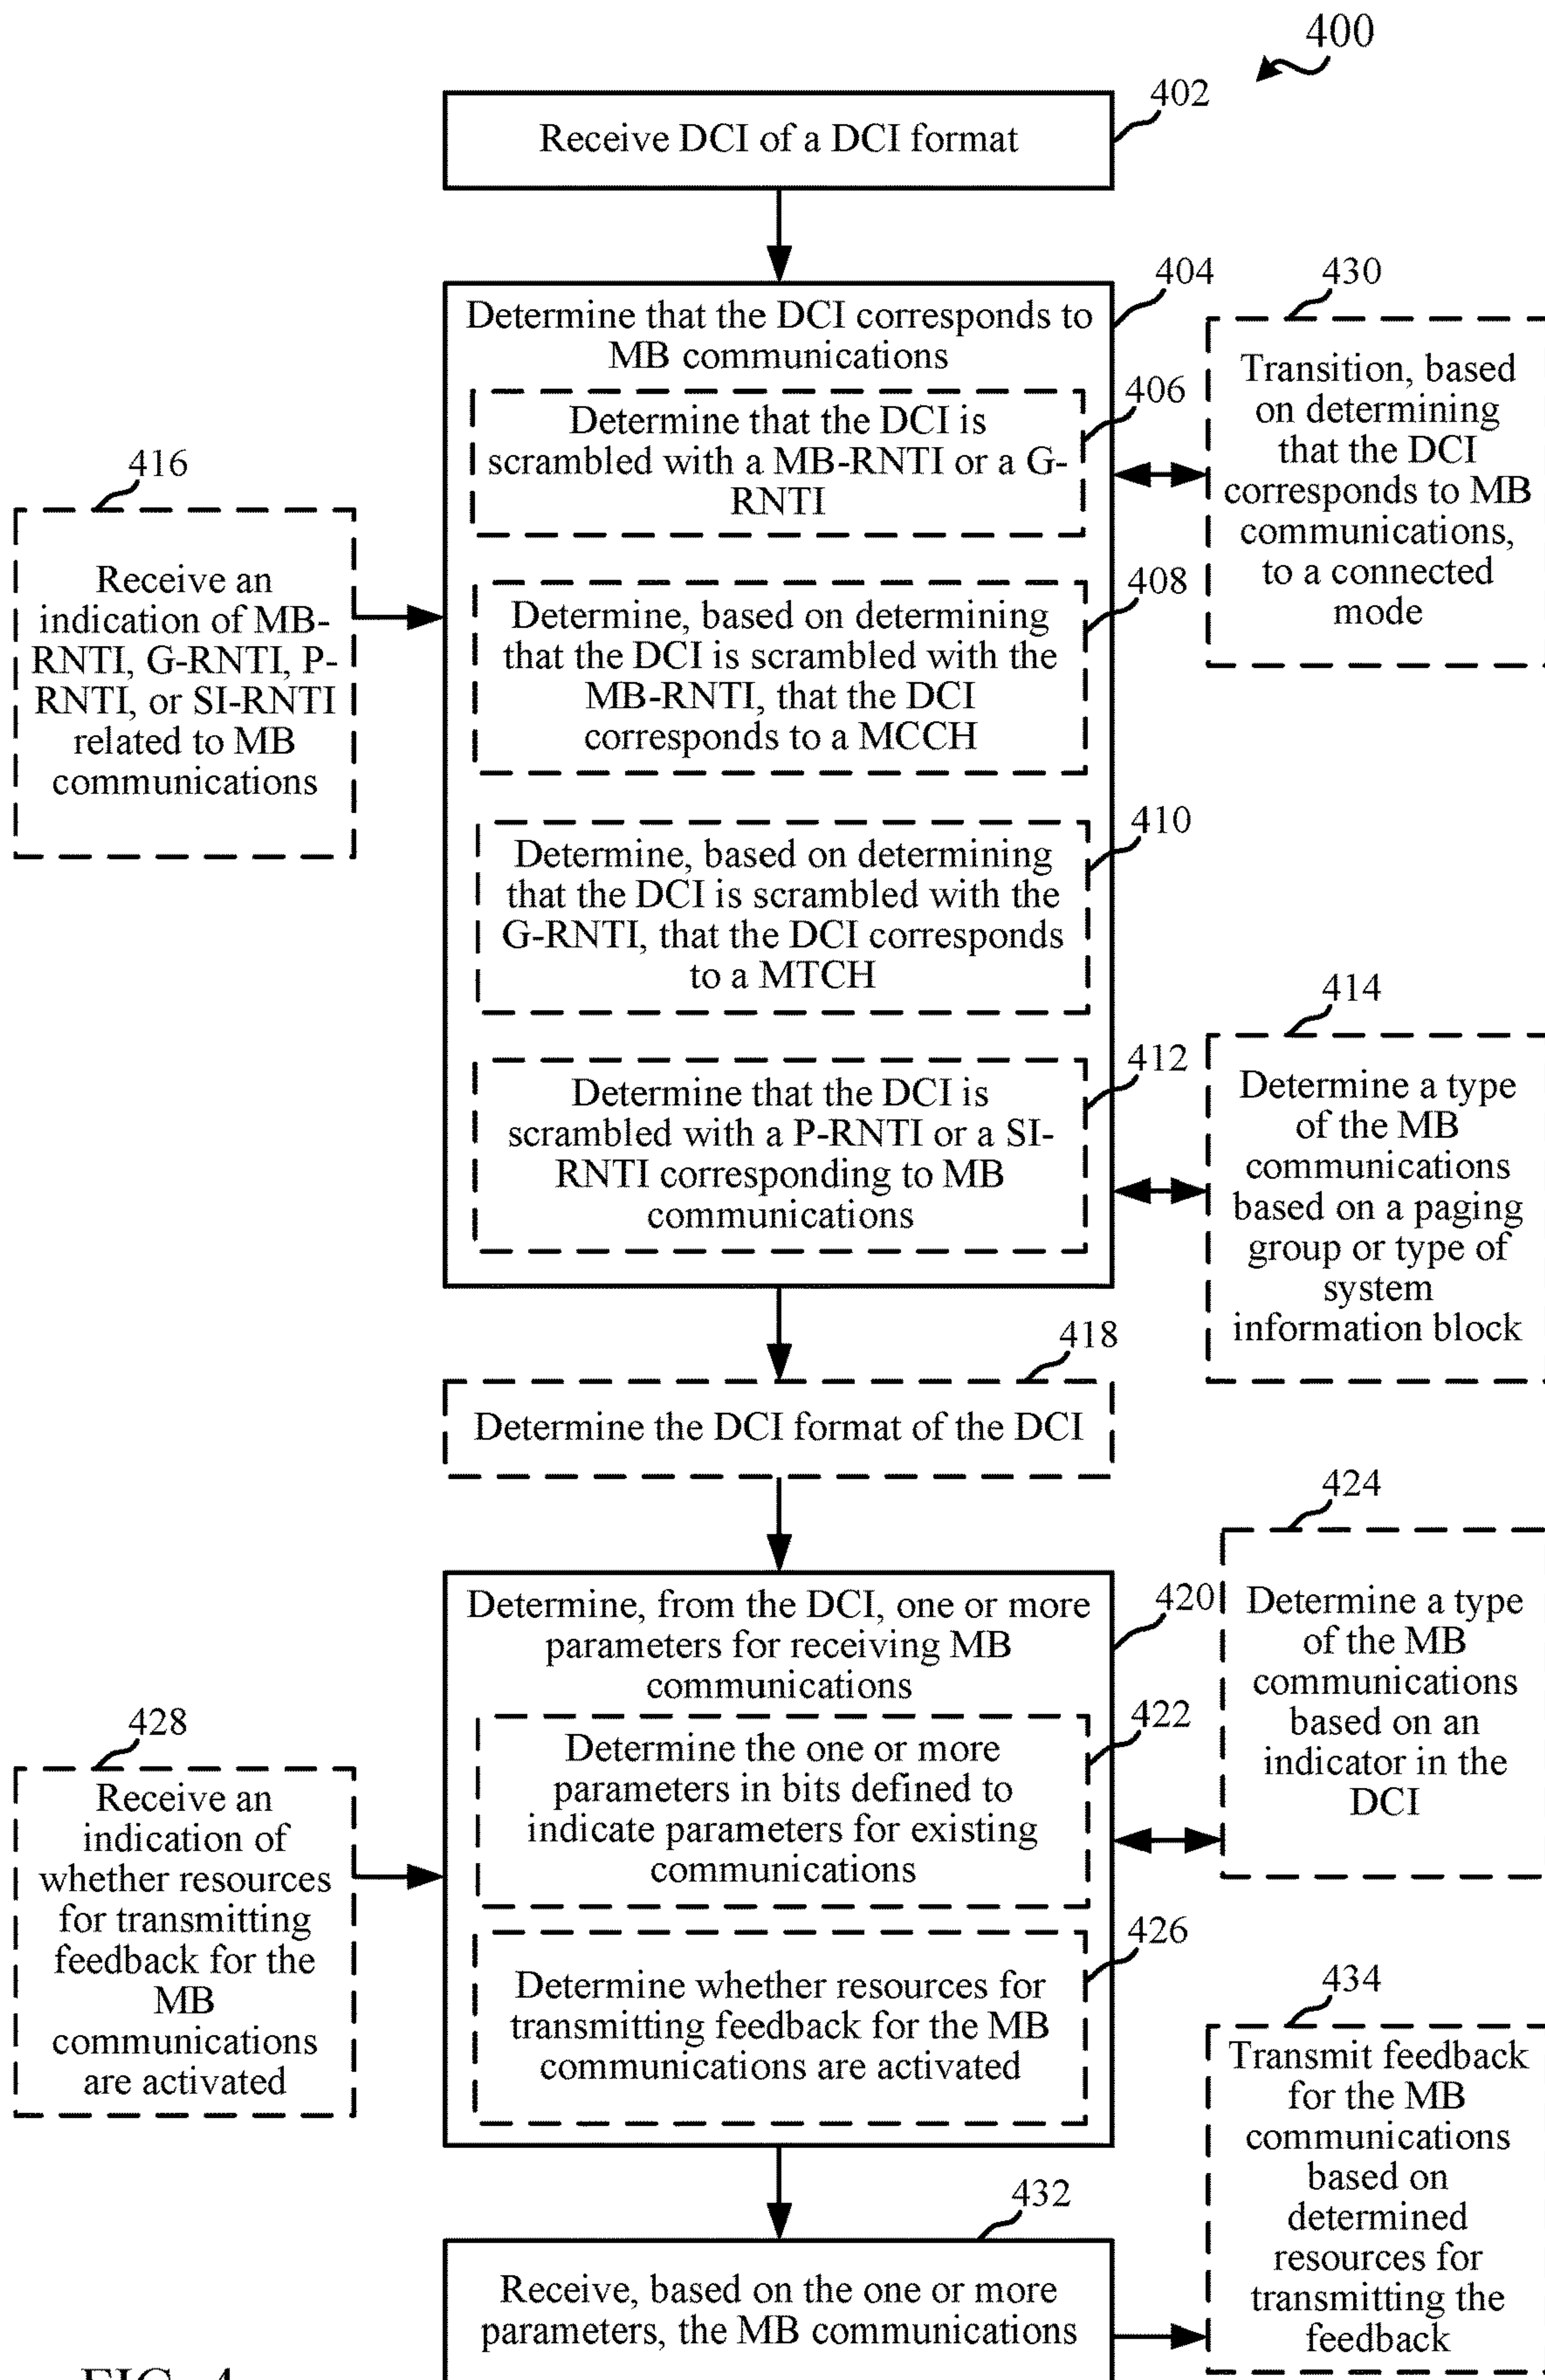 400
402
Receive DCI of a DCI format
404
Determine that the DCI corresponds to
MB communications
406
Determine that the DCI is
scrambled with a MB-RNTI or a G-
RNTI
430
Transition, based
on determining
that the DCI
corresponds to MB
communications,
to a connected
mode
416
Receive an
indication of MB-
RNTI, G-RNTI, P-
RNTI, or SI-RNTI
related to MB
communications
408
Determine, based on determining
that the DCI is scrambled with the
MB-RNTI, that the DCI
corresponds to a MCCH
410
Determine, based on determining
that the DCI is scrambled with the
G-RNTI, that the DCI corresponds
to a MTCH
412
Determine that the DCI is
scrambled with a P-RNTI or a SI-
RNTI corresponding to MB
communications
414
Determine a type
of the MB
communications
based on a paging
group or type of
system
information block
418
Determine the DCI format of the DCI
420
Determine, from the DCI, one or more
parameters for receiving MB
communications
422
Determine the one or more
parameters in bits defined to
indicate parameters for existing
communications
424
Determine a type
of the MB
communications
based on an
indicator in the
DCI
428
Receive an
indication of
whether resources
for transmitting
feedback for the
MB
communications
are activated
426
Determine whether resources for
transmitting feedback for the MB
communications are activated
432
Receive, based on the one or more
parameters, the MB communications
434
Transmit feedback
for the MB
communications
based on
determined
resources for
transmitting the
feedback
FIG. 4